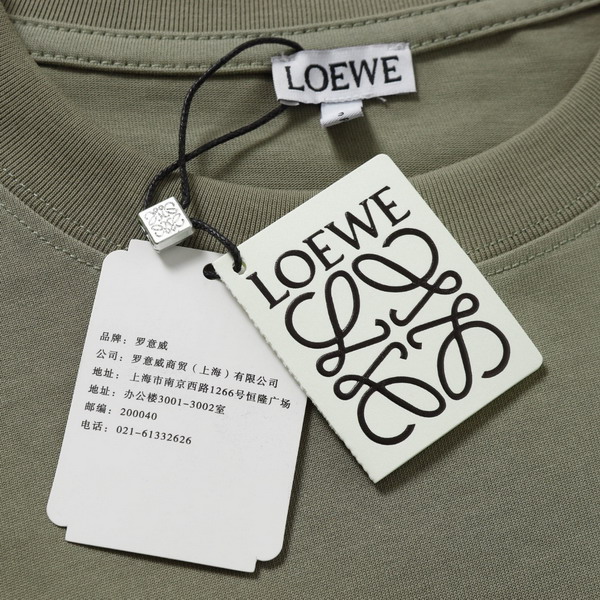 LOEWE
LOEWE
品牌：罗意威
公司：罗意威商贸（上海）有限公司
地址：上海市南京西路1266号恒隆广场
地址：办公楼3001-3002室
邮编：200040
电话：021-61332626